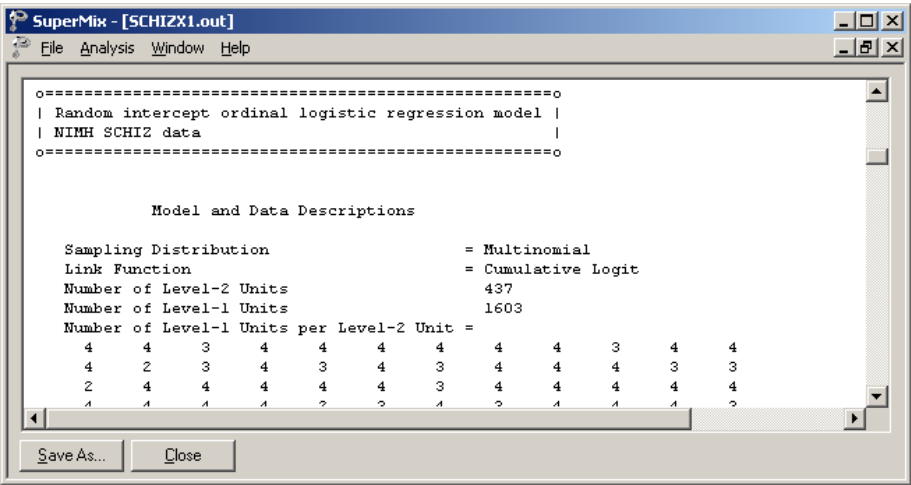 SuperMix - [SCHIZX1.out]
File Analysis Window Help
o=====================================================o
| Random intercept ordinal logistic regression model |
| NIMH SCHIZ data |
o=====================================================o
Model and Data Descriptions
Sampling Distribution = Multinomial
Link Function = Cumulative Logit
Number of Level-2 Units 437
Number of Level-1 Units 1603
Number of Level-1 Units per Level-2 Unit =
4 4 3 4 4 4 4 4 4 3 4 4
4 2 3 4 3 4 3 4 4 4 3 3
2 4 4 4 4 4 3 4 4 4 4 4
Save As... Close